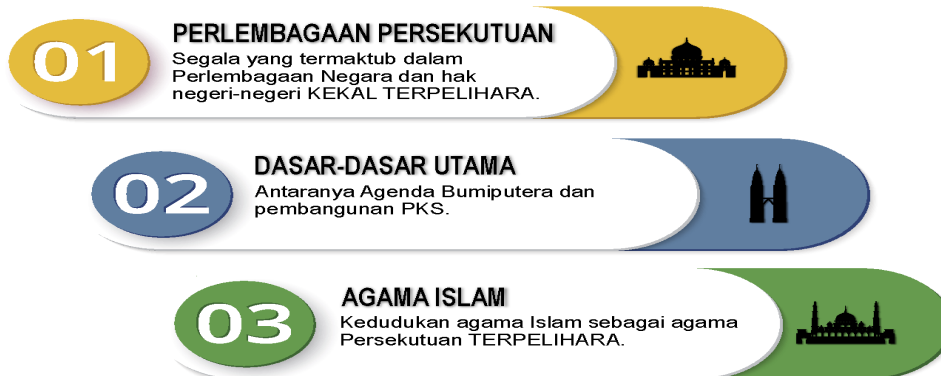 01
PERLEMBAGAAN PERSEKUTUAN
Segala yang termaktub dalam
Perlembagaan Negara dan hak
negeri-negeri KEKAL TERPELIHARA.
02
DASAR-DASAR UTAMA
Antaranya Agenda Bumiputera dan
pembangunan PKS.
03
AGAMA ISLAM
Kedudukan agama Islam sebagai agama
Persekutuan TERPELIHARA.